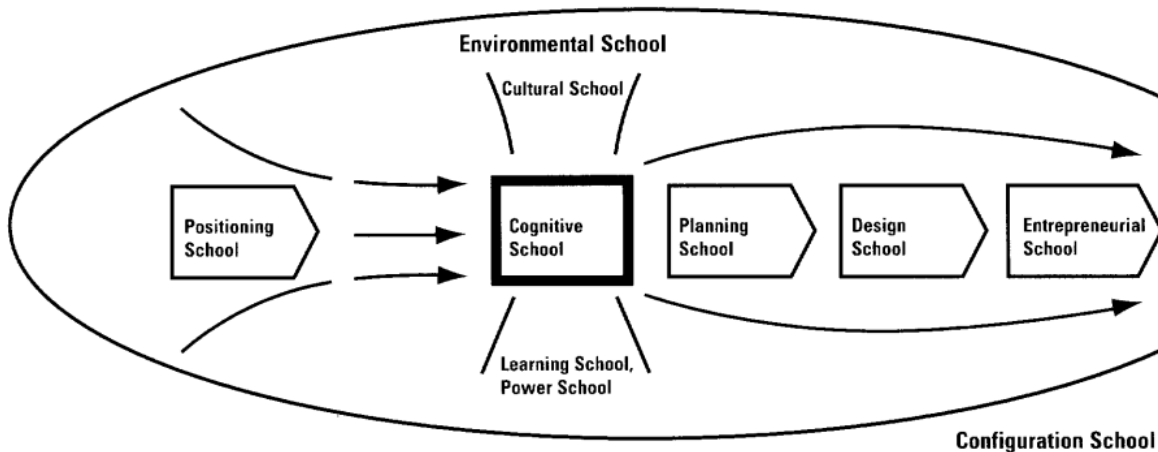 Environmental School
Cultural School
Positioning
School
Cognitive
School
Planning
School
Design
School
Entrepreneurial
School
Learning School,
Power School
Configuration School